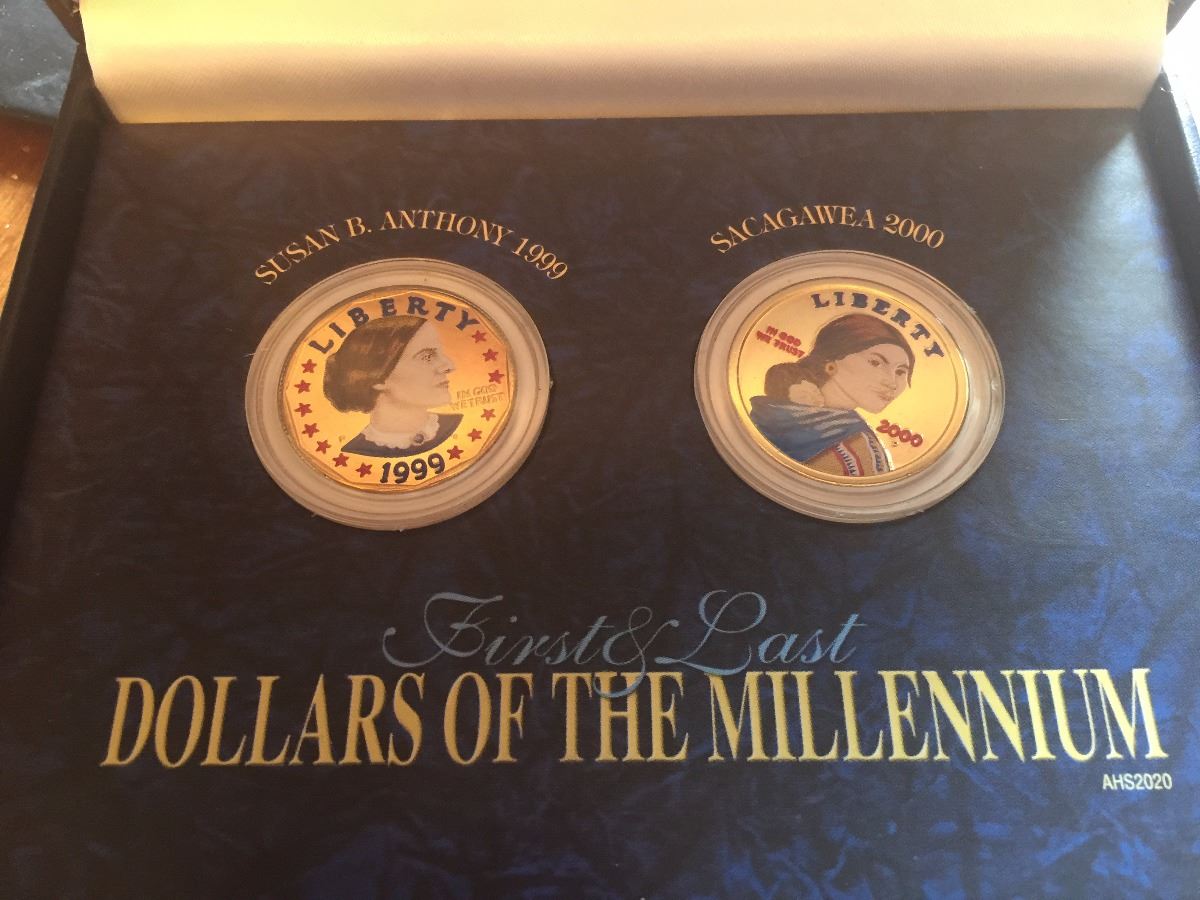 SUSAN B. ANTHONY 1999
SACAGAWEA 2000
LIBERTY
IN GOD
WE TRUST
1999
LIBERTY
IN GOD
WE TRUST
2000
First & Last
DOLLARS OF THE MILLENNIUM
AHS2020